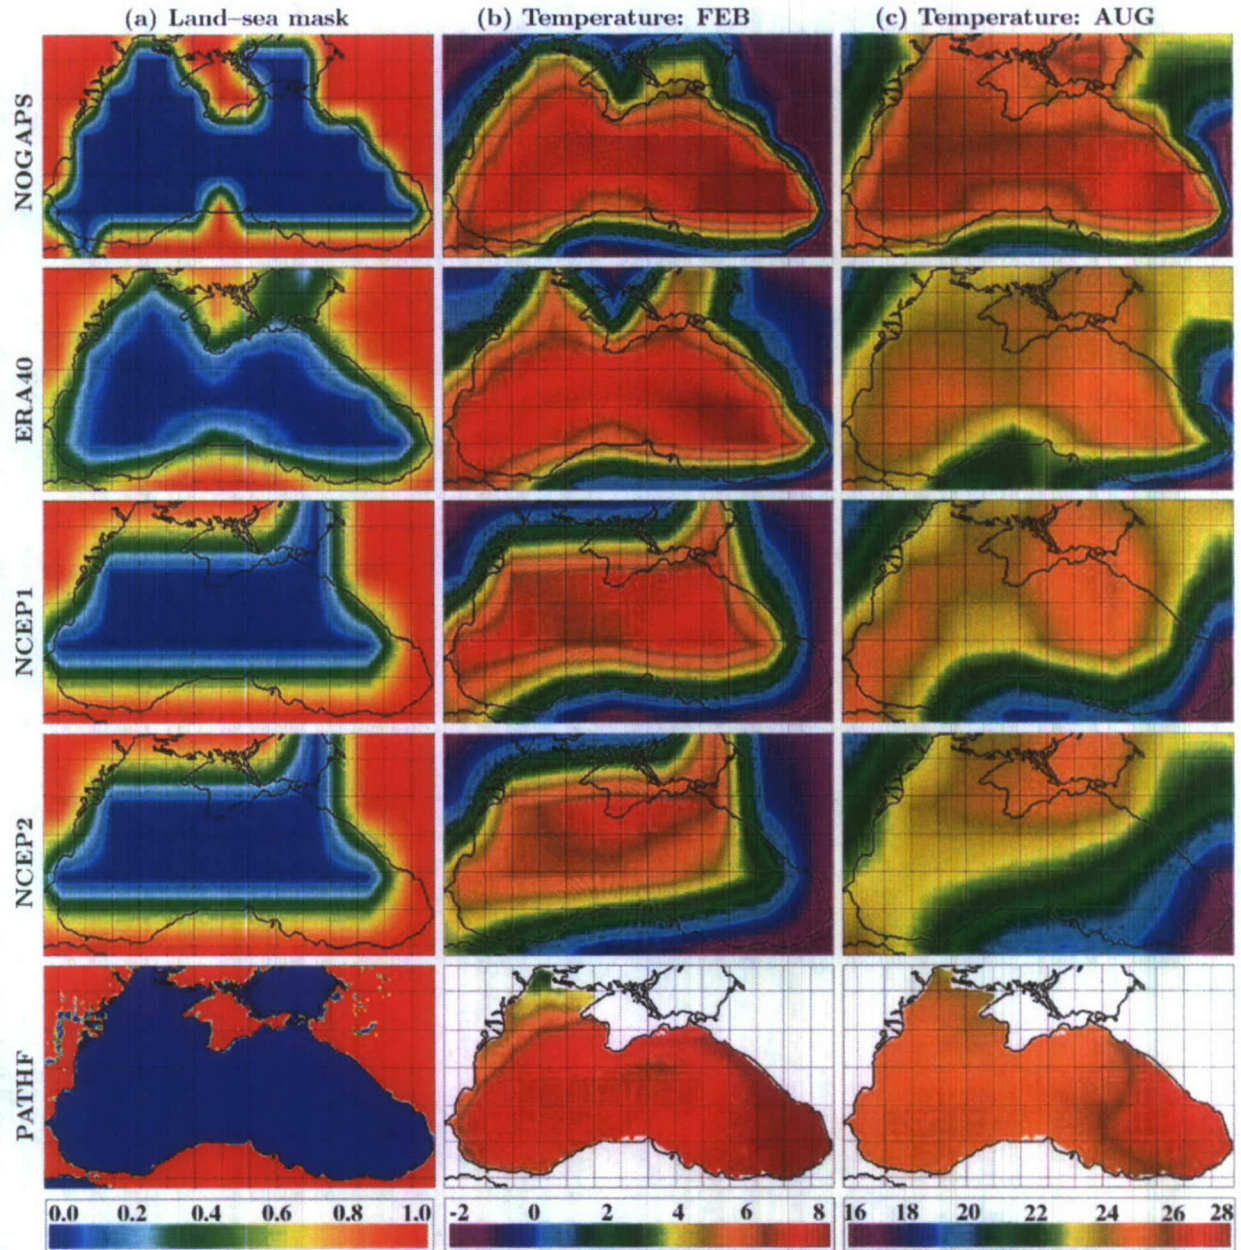 (a) Land–sea mask
(b) Temperature: FEB
(c) Temperature: AUG
NOGAPS
ERA40
NCEP1
NCEP2
PATHF
0.0 0.2 0.4 0.6 0.8 1.0
-2 0 2 4 6 8
16 18 20 22 24 26 28